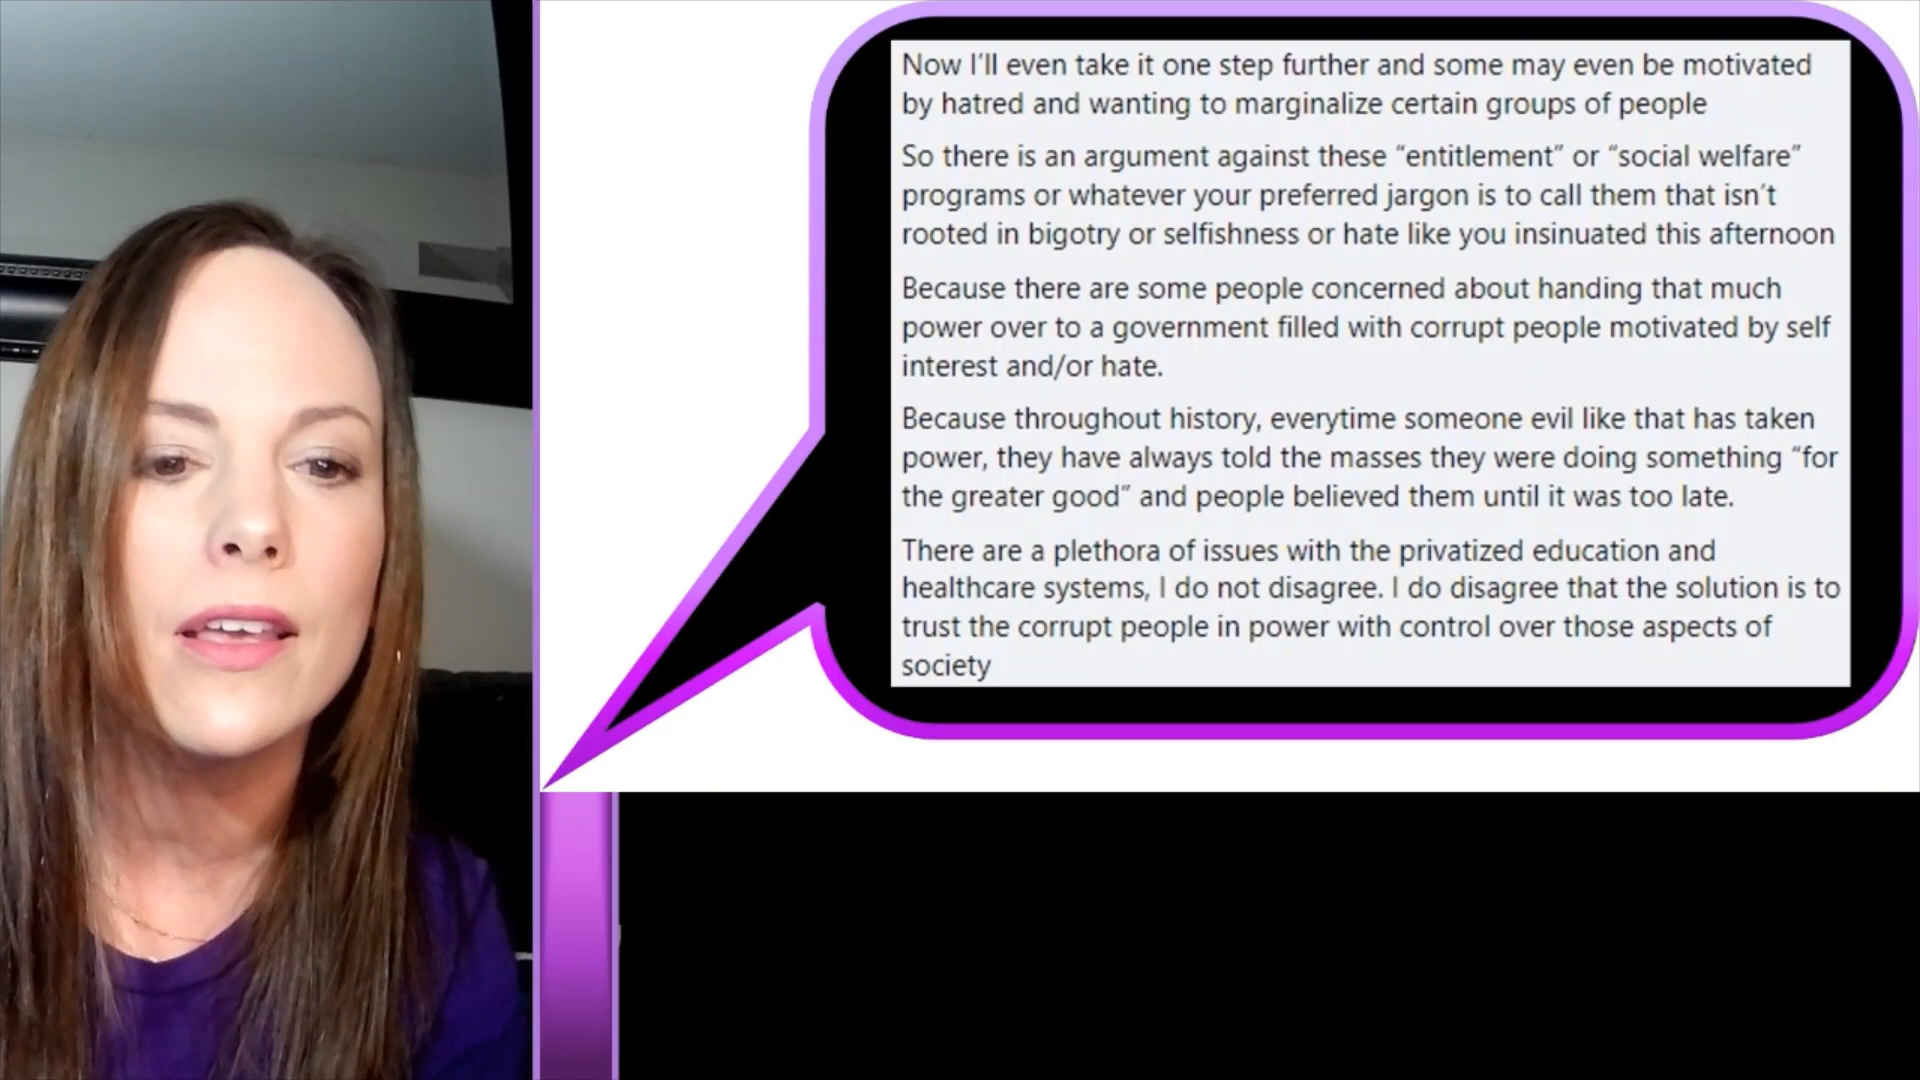 Now I'll even take it one step further and some may even be motivated
by hatred and wanting to marginalize certain groups of people
So there is an argument against these “entitlement” or “social welfare”
programs or whatever your preferred jargon is to call them that isn't
rooted in bigotry or selfishness or hate like you insinuated this afternoon
Because there are some people concerned about handing that much
power over to a government filled with corrupt people motivated by self
interest and/or hate.
Because throughout history, everytime someone evil like that has taken
power, they have always told the masses they were doing something “for
the greater good” and people believed them until it was too late.
There are a plethora of issues with the privatized education and
healthcare systems, I do not disagree. I do disagree that the solution is to
trust the corrupt people in power with control over those aspects of
society